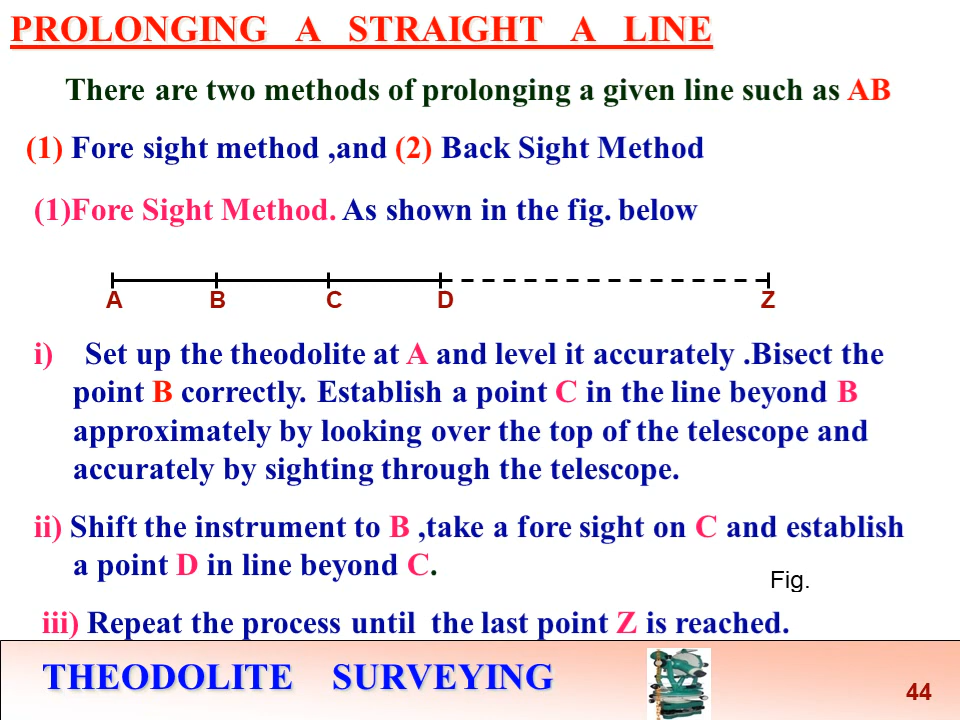 PROLONGING A STRAIGHT A LINE
There are two methods of prolonging a given line such as AB
(1) Fore sight method ,and (2) Back Sight Method
(1)Fore Sight Method. As shown in the fig. below
A B C D Z
i) Set up the theodolite at A and level it accurately .Bisect the
point B correctly. Establish a point C in the line beyond B
approximately by looking over the top of the telescope and
accurately by sighting through the telescope.
ii) Shift the instrument to B ,take a fore sight on C and establish
a point D in line beyond C.
Fig.
iii) Repeat the process until the last point Z is reached.
THEODOLITE SURVEYING
44